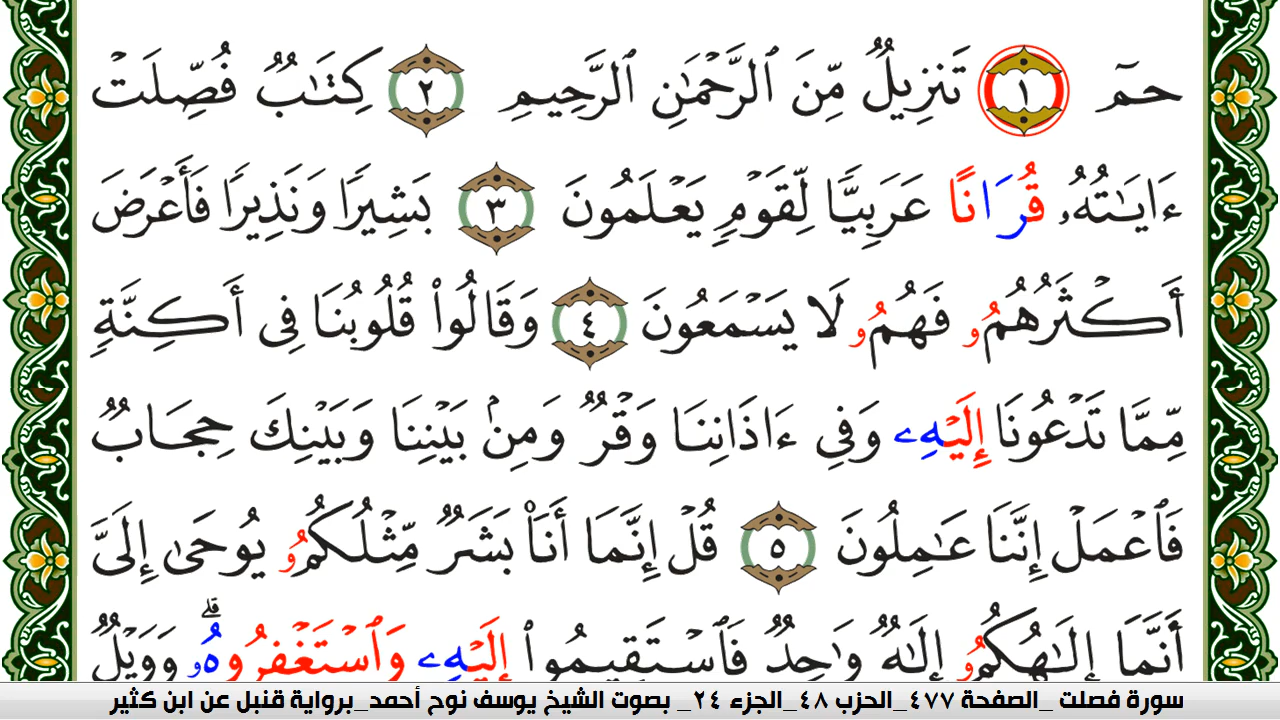 حمٓ ١ تَنزِيلٌ مِّنَ ٱلرَّحۡمَٰنِ ٱلرَّحِيمِ ٢ كِتَٰبٌ فُصِّلَتۡ
ءَايَٰتُهُۥ قُرَانًا عَرَبِيًّا لِّقَوۡمٍ يَعۡلَمُونَ ٣ بَشِيرًا وَنَذِيرًا فَأَعۡرَضَ
أَكۡثَرُهُمُۥ فَهُمُۥ لَا يَسۡمَعُونَ ٤ وَقَالُواْ قُلُوبُنَا فِي أَكِنَّةٍ
مِّمَّا تَدۡعُونَا إِلَيۡهِۦ وَفِي ءَاذَانِنَا وَقۡرٌ وَمِنۢ بَيۡنِنَا وَبَيۡنِكَ حِجَابٌ
فَٱعۡمَلۡ إِنَّنَا عَٰمِلُونَ ٥ قُلۡ إِنَّمَا أَنَا۠ بَشَرٌ مِّثۡلُكُمُۥ يُوحَىٰ إِلَيَّ
أَنَّمَا إِلَٰهُكُمُۥ إِلَٰهٌ وَٰحِدٌ فَٱسۡتَقِيمُواْ إِلَيۡهِۦ وَٱسۡتَغۡفِرُوهُۥۗ وَوَيۡلٌ
سورة فصلت _الصفحة ٤٧٧_الحزب ٤٨_الجزء ٢٤_ بصوت الشيخ يوسف نوح أحمد_برواية قنبل عن ابن كثير